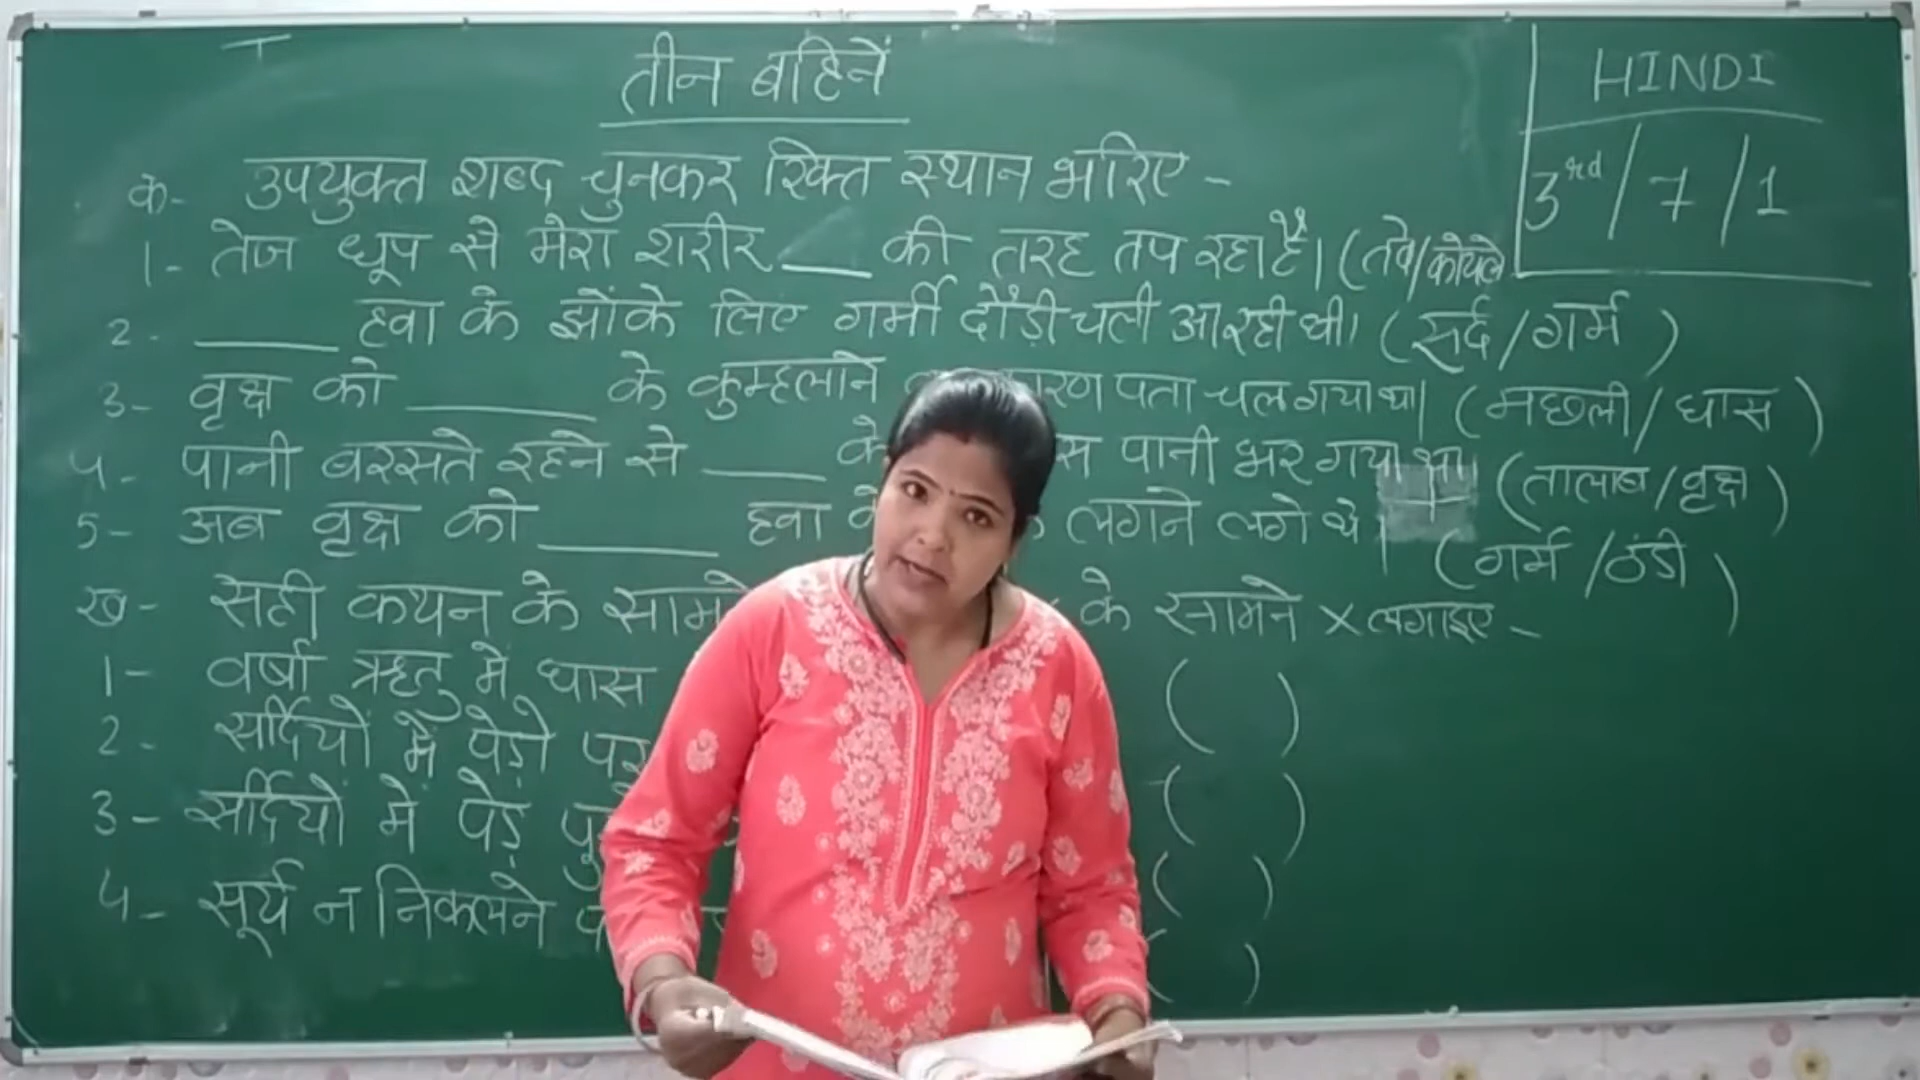 तीन बहिनें
HINDI
3rd / 7 / 1
क- उपयुक्त शब्द चुनकर रिक्त स्थान भरिए -
1- तेज धूप से मेरा शरीर ___ की तरह तप रहा है। (तवे/कोयले
2- ___ हवा के झोंके लिए गर्मी दौड़ी चली आ रही थी। (सर्द/गर्म)
3- वृक्ष को ___ के कुम्हलाने पता चल गया था। (मछली/घास)
4- पानी बरसते रहने से ___ के पानी भर गया था। (तालाब/वृक्ष)
5- अब वृक्ष को ___ हवा लगने लगे थे।
(गर्म/ठंडी)
ख- सही कथन के के सामने × लगाइए -
1- वर्षा ऋतु में घास ( )
2- सर्दियों में पेड़ो ( )
3- सर्दियों में पेड़ ( )
4- सूर्य न निकलने ( )